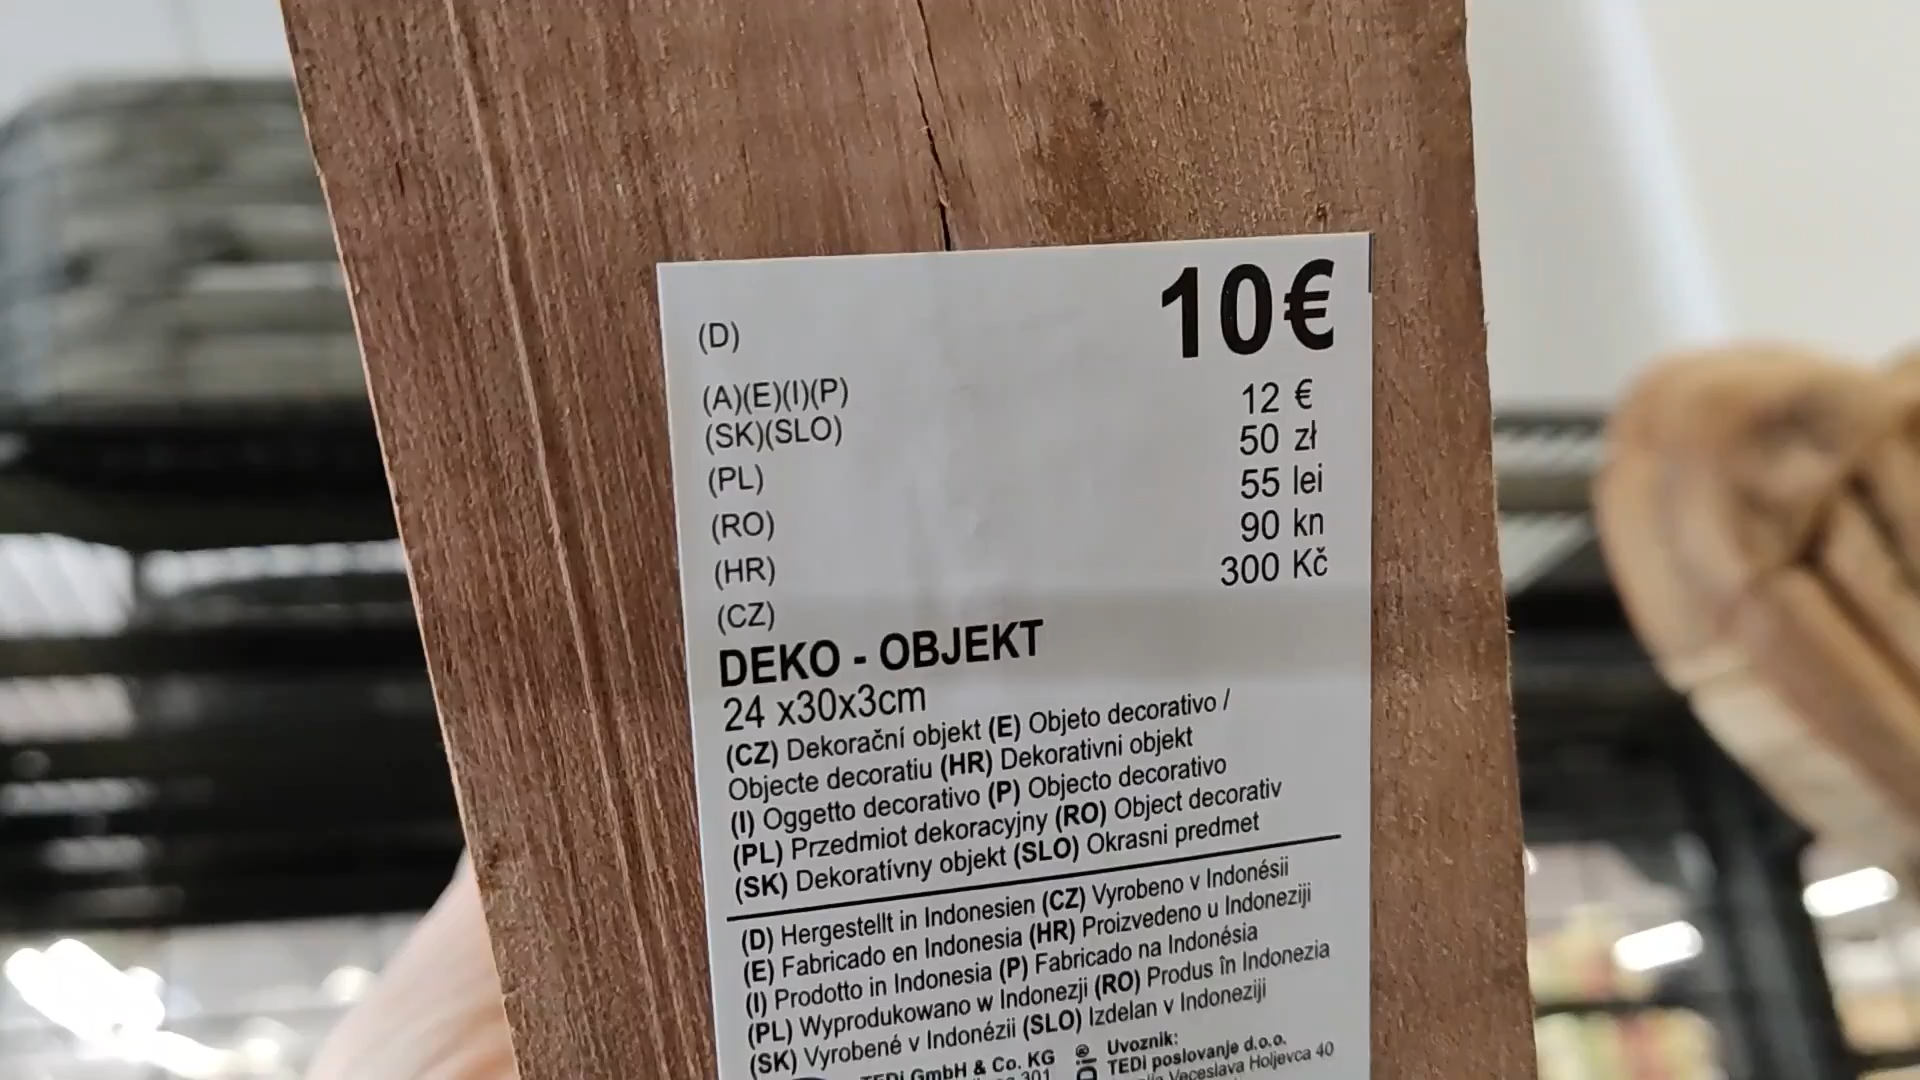 (D) 10€
(A)(E)(I)(P) 12 €
(SK)(SLO) 50 zł
(PL) 55 lei
(RO) 90 kn
(HR) 300 Kč
(CZ)
DEKO - OBJEKT
24 x30x3cm
(CZ) Dekorační objekt (E) Objeto decorativo /
Objecte decoratiu (HR) Dekorativni objekt
(I) Oggetto decorativo (P) Objecto decorativo
(PL) Przedmiot dekoracyjny (RO) Object decorativ
(SK) Dekoratívny objekt (SLO) Okrasni predmet
(D) Hergestellt in Indonesien (CZ) Vyrobeno v Indonésii
(E) Fabricado en Indonesia (HR) Proizvedeno u Indoneziji
(I) Prodotto in Indonesia (P) Fabricado na Indonésia
(PL) Wyprodukowano w Indonezji (RO) Produs în Indonezia
(SK) Vyrobené v Indonézii (SLO) Izdelan v Indoneziji
TEDi GmbH & Co. KG
301
Uvoznik:
TEDi poslovanje d.o.o.
Veceslava Holjevca 40